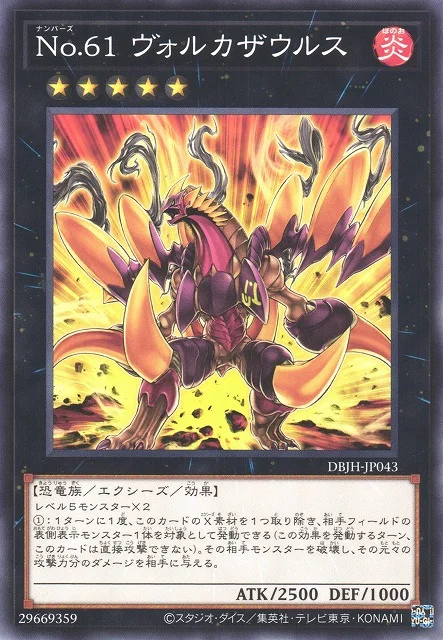 ナンバーズ
No.61 ヴォルカザウルス
ほのお
炎
61
DBJH-JP043
【恐竜族／エクシーズ／効果】
レベル５モンスター×２
①：１ターンに１度、このカードのＸ素材を１つ取り除き、相手フィールドの
表側表示モンスター１体を対象として発動できる（この効果を発動するターン、
このカードは直接攻撃できない）。その相手モンスターを破壊し、その元々の
攻撃力分のダメージを相手に与える。
ATK/2500 DEF/1000
29669359
©スタジオ・ダイス／集英社・テレビ東京・KONAMI